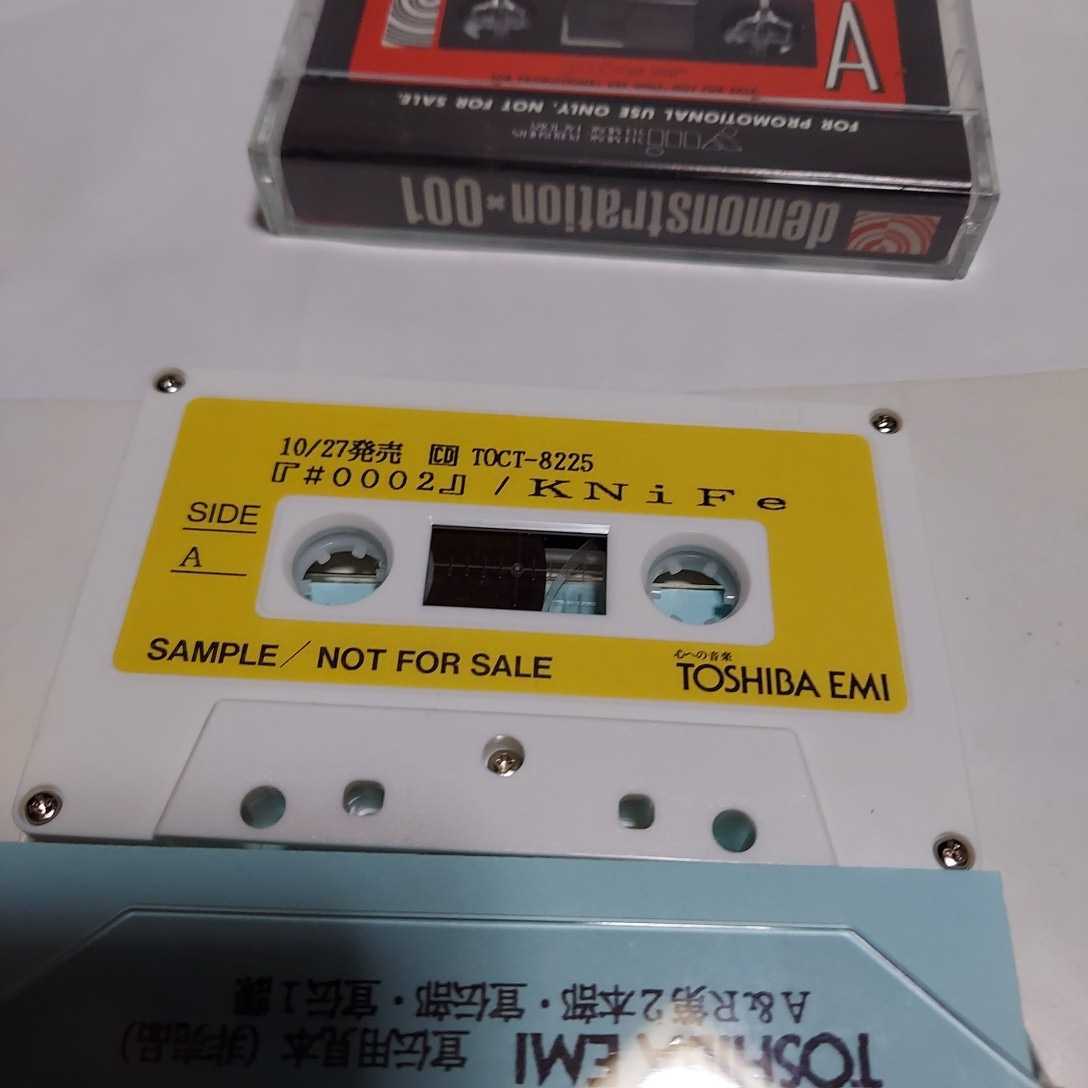 A
FOR PROMOTIONAL USE ONLY. NOT FOR SALE.
demonstration×001
10/27発売 CD TOCT-8225
『#0002』/KNiFe
SIDE
A
SAMPLE/NOT FOR SALE
心への音楽
TOSHIBA EMI
A&R第2本部・宣伝部・宣伝1課
TOSHIBA EMI 宣伝用見本(非売品)